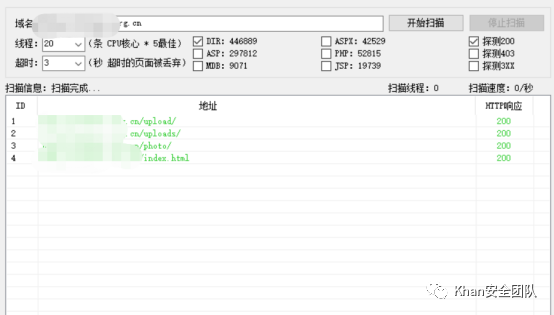 域名 rg.cn 开始扫描 停止扫描
线程: 20 (条 CPU核心 * 5最佳) DIR: 446889 ASPX: 42529 探测200
ASP: 297812 PHP: 52815 探测403
超时: 3 (秒 超时的页面被丢弃) MDB: 9071 JSP: 19739 探测3XX
扫描信息: 扫描完成... 扫描线程: 0 扫描速度: 0/秒
ID 地址 HTTP响应
1 .cn/upload/ 200
2 .cn/uploads/ 200
3 /photo/ 200
4 /index.html 200
Khan安全团队